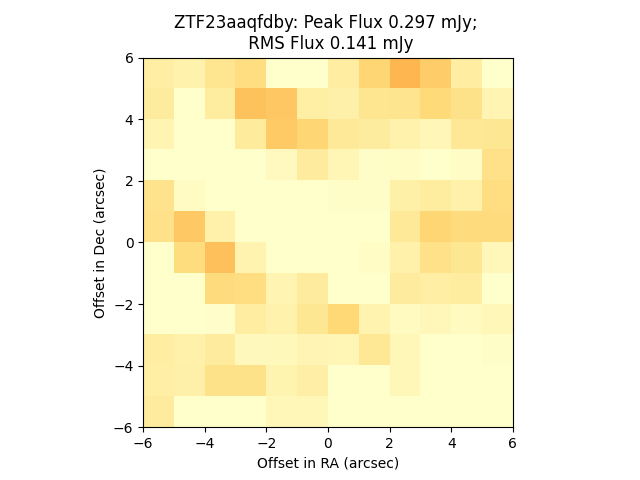 ZTF23aaqfdby: Peak Flux 0.297 mJy;
RMS Flux 0.141 mJy
6
4
2
0
−2
−4
−6
Offset in Dec (arcsec)
−6 −4 −2 0 2 4 6
Offset in RA (arcsec)